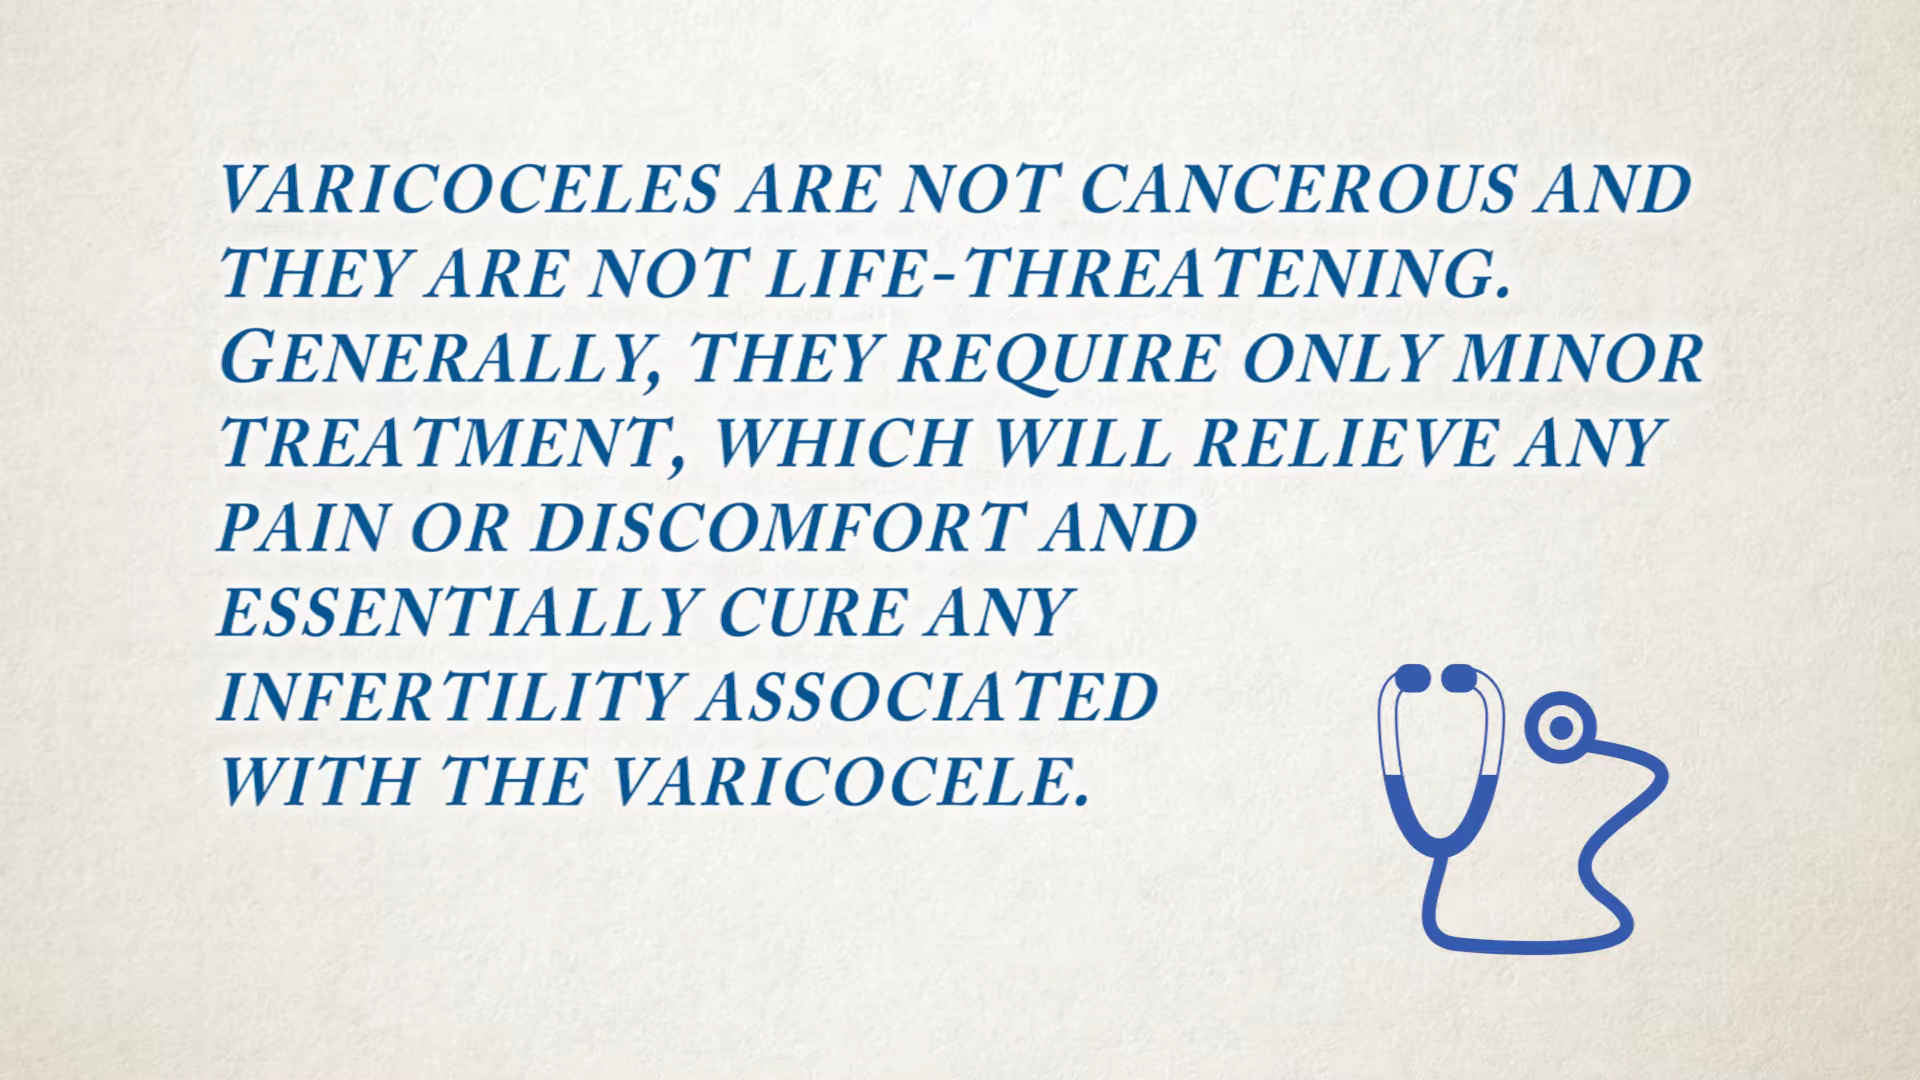 VARICOCELES ARE NOT CANCEROUS AND
THEY ARE NOT LIFE-THREATENING.
GENERALLY, THEY REQUIRE ONLY MINOR
TREATMENT, WHICH WILL RELIEVE ANY
PAIN OR DISCOMFORT AND
ESSENTIALLY CURE ANY
INFERTILITY ASSOCIATED
WITH THE VARICOCELE.